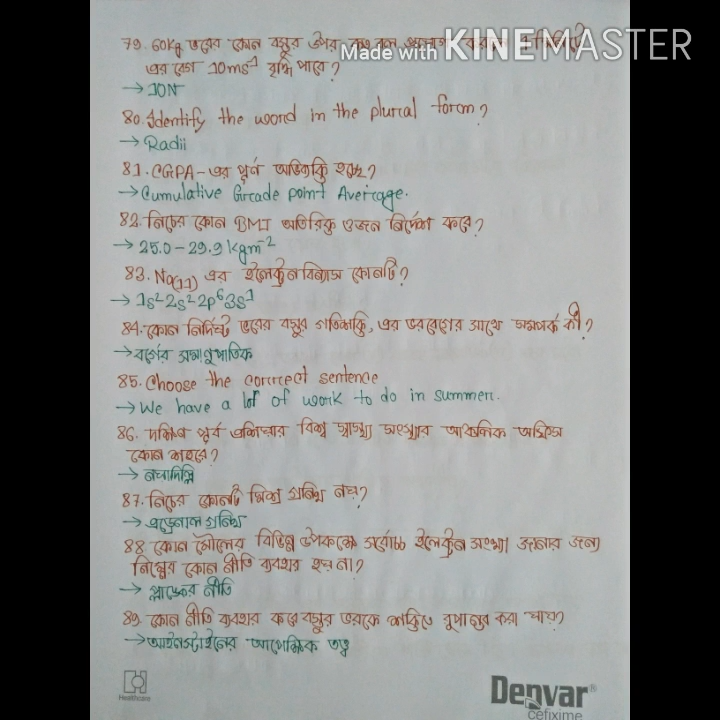 79. 60kg ভরের কোন বস্তুর উপর কত বল
Made with KINEMASTER
এর বেগ 10ms⁻¹ বৃদ্ধি পাবে?
→ 10N
80. Identify the word in the plural form?
→ Radii
81. CGPA-এর পূর্ণ অভিব্যক্তি হচ্ছে?
→ Cumulative Grade point Average.
82. নিচের কোন BMI অতিরিক্ত ওজন নির্দেশ করে?
→ 25.0-29.9 kgm⁻²
83. Na(11) এর ইলেকট্রন বিন্যাস কোনটি?
→ 1s² 2s² 2p⁶ 3s¹
84. কোন নির্দিষ্ট ভরের বস্তুর গতিশক্তি, এর ভরবেগের সাথে সম্পর্ক কী?
→ বর্গের সমানুপাতিক
85. Choose the correct sentence
→ We have a lot of work to do in summer.
86. দক্ষিণ পূর্ব এশিয়ার বিশ্ব স্বাস্থ্য সংস্থার আঞ্চলিক অফিস
কোন শহরে?
→ নয়াদিল্লি
87. নিচের কোনটি মিশ্র গ্রন্থি নয়?
→ এড্রেনাল গ্রন্থি
88. কোন মৌলের বিভিন্ন উপকক্ষে সর্বোচ্চ ইলেকট্রন সংখ্যা জানার জন্য
নিম্নের কোন নীতি ব্যবহার হয় না?
→ প্লাঙ্কের নীতি
89. কোন নীতি ব্যবহার করে বস্তুর ভরকে শক্তিতে রুপান্তর করা যায়?
→ আইনস্টাইনের আপেক্ষিক তত্ত্ব
Healthcare
Denvar®
cefixime